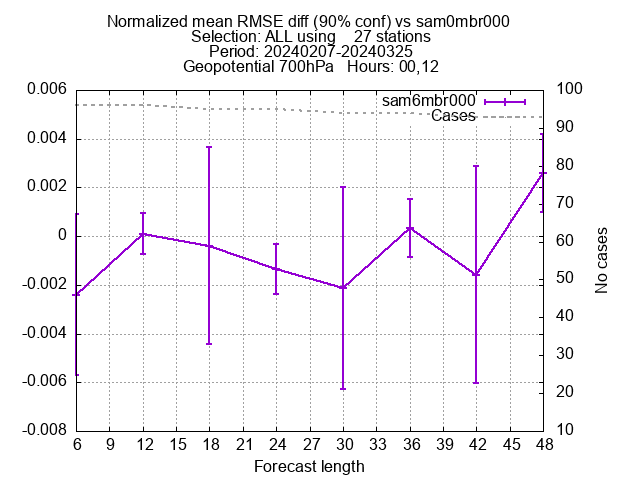 Normalized mean RMSE diff (90% conf) vs sam0mbr000
Selection: ALL using    27 stations
Period: 20240207-20240325
Geopotential 700hPa   Hours: 00,12
sam6mbr000
Cases
0.006
0.004
0.002
0
-0.002
-0.004
-0.006
-0.008
100
90
80
70
60
50
40
30
20
10
No cases
6 9 12 15 18 21 24 27 30 33 36 39 42 45 48
Forecast length